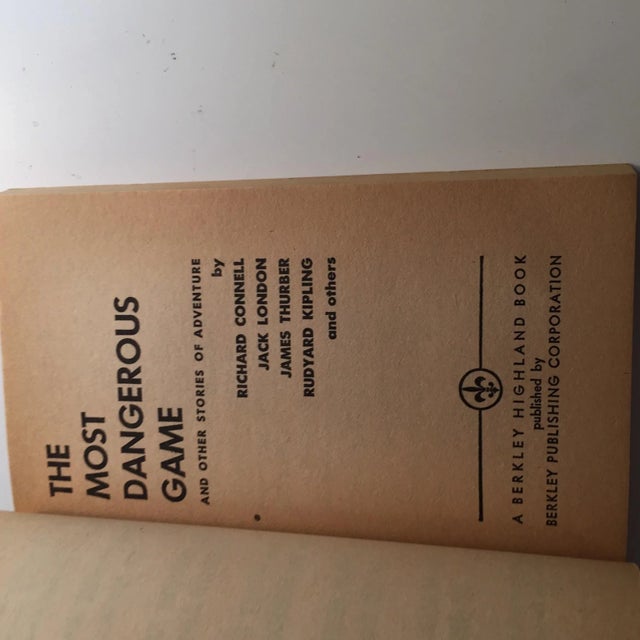 THE
MOST
DANGEROUS
GAME
AND OTHER STORIES OF ADVENTURE
by
RICHARD CONNELL
JACK LONDON
JAMES THURBER
RUDYARD KIPLING
and others
A BERKLEY HIGHLAND BOOK
published by
BERKLEY PUBLISHING CORPORATION